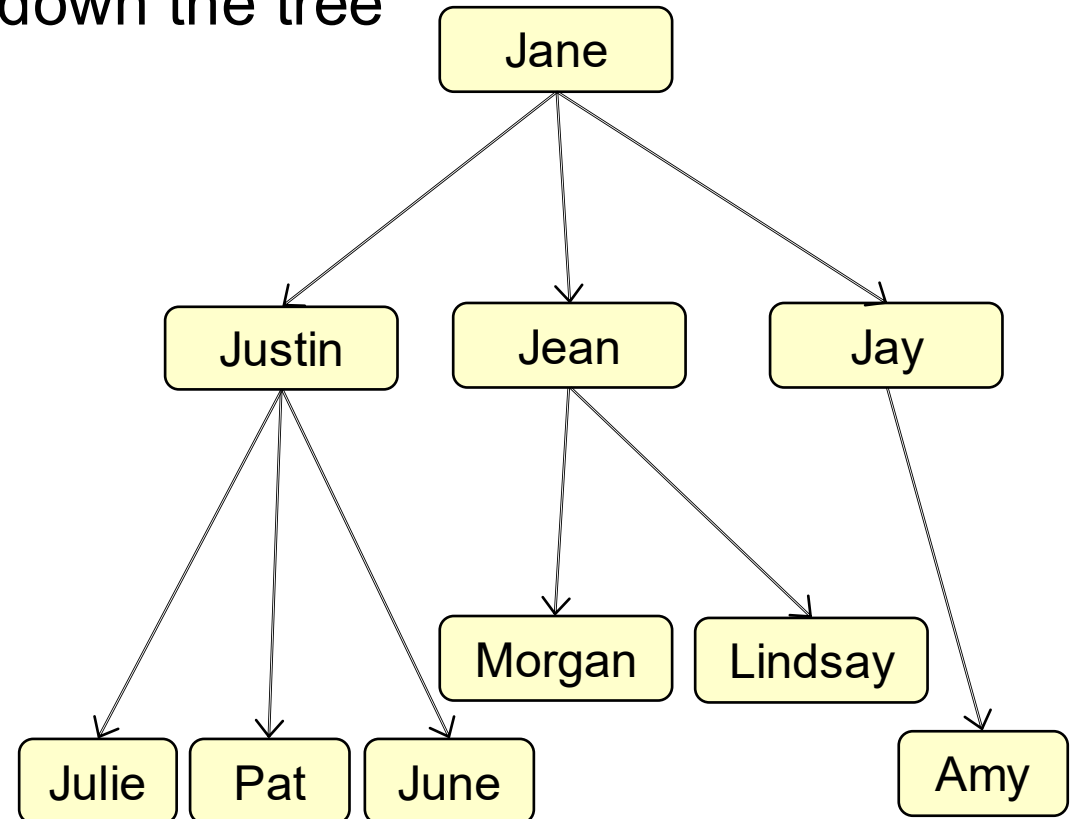 down the tree
Jane
Justin
Jean
Jay
Morgan
Lindsay
Julie
Pat
June
Amy